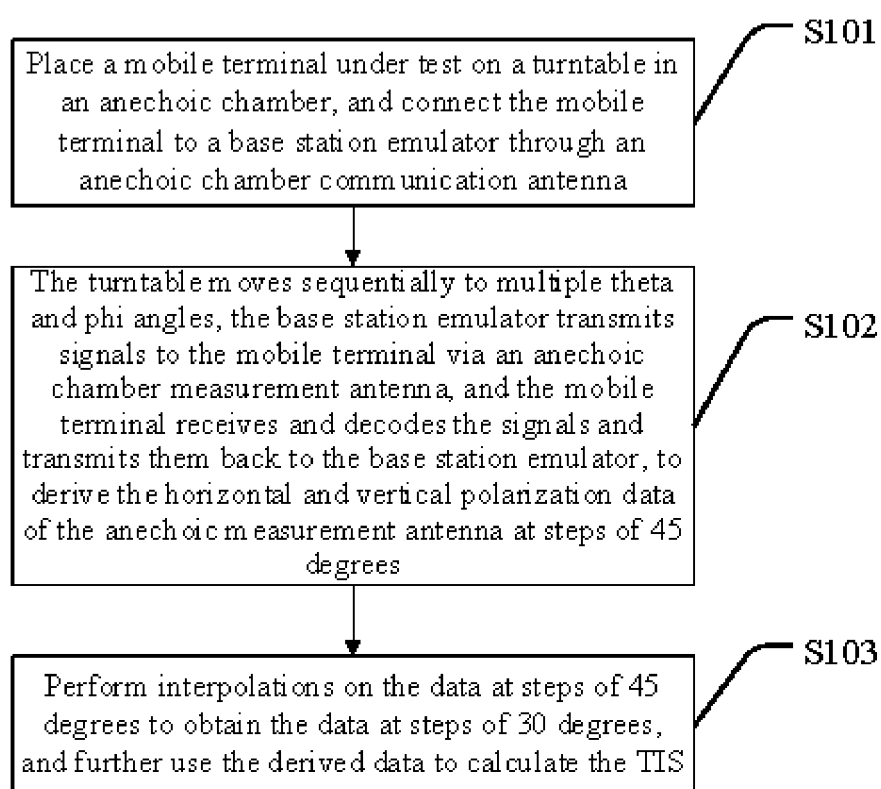 S101
Place a mobile terminal under test on a turntable in
an anechoic chamber, and connect the mobile
terminal to a base station emulator through an
anechoic chamber communication antenna
S102
The turntable moves sequentially to multiple theta
and phi angles, the base station emulator transmits
signals to the mobile terminal via an anechoic
chamber measurement antenna, and the mobile
terminal receives and decodes the signals and
transmits them back to the base station emulator, to
derive the horizontal and vertical polarization data
of the anechoic measurement antenna at steps of 45
degrees
S103
Perform interpolations on the data at steps of 45
degrees to obtain the data at steps of 30 degrees,
and further use the derived data to calculate the TIS